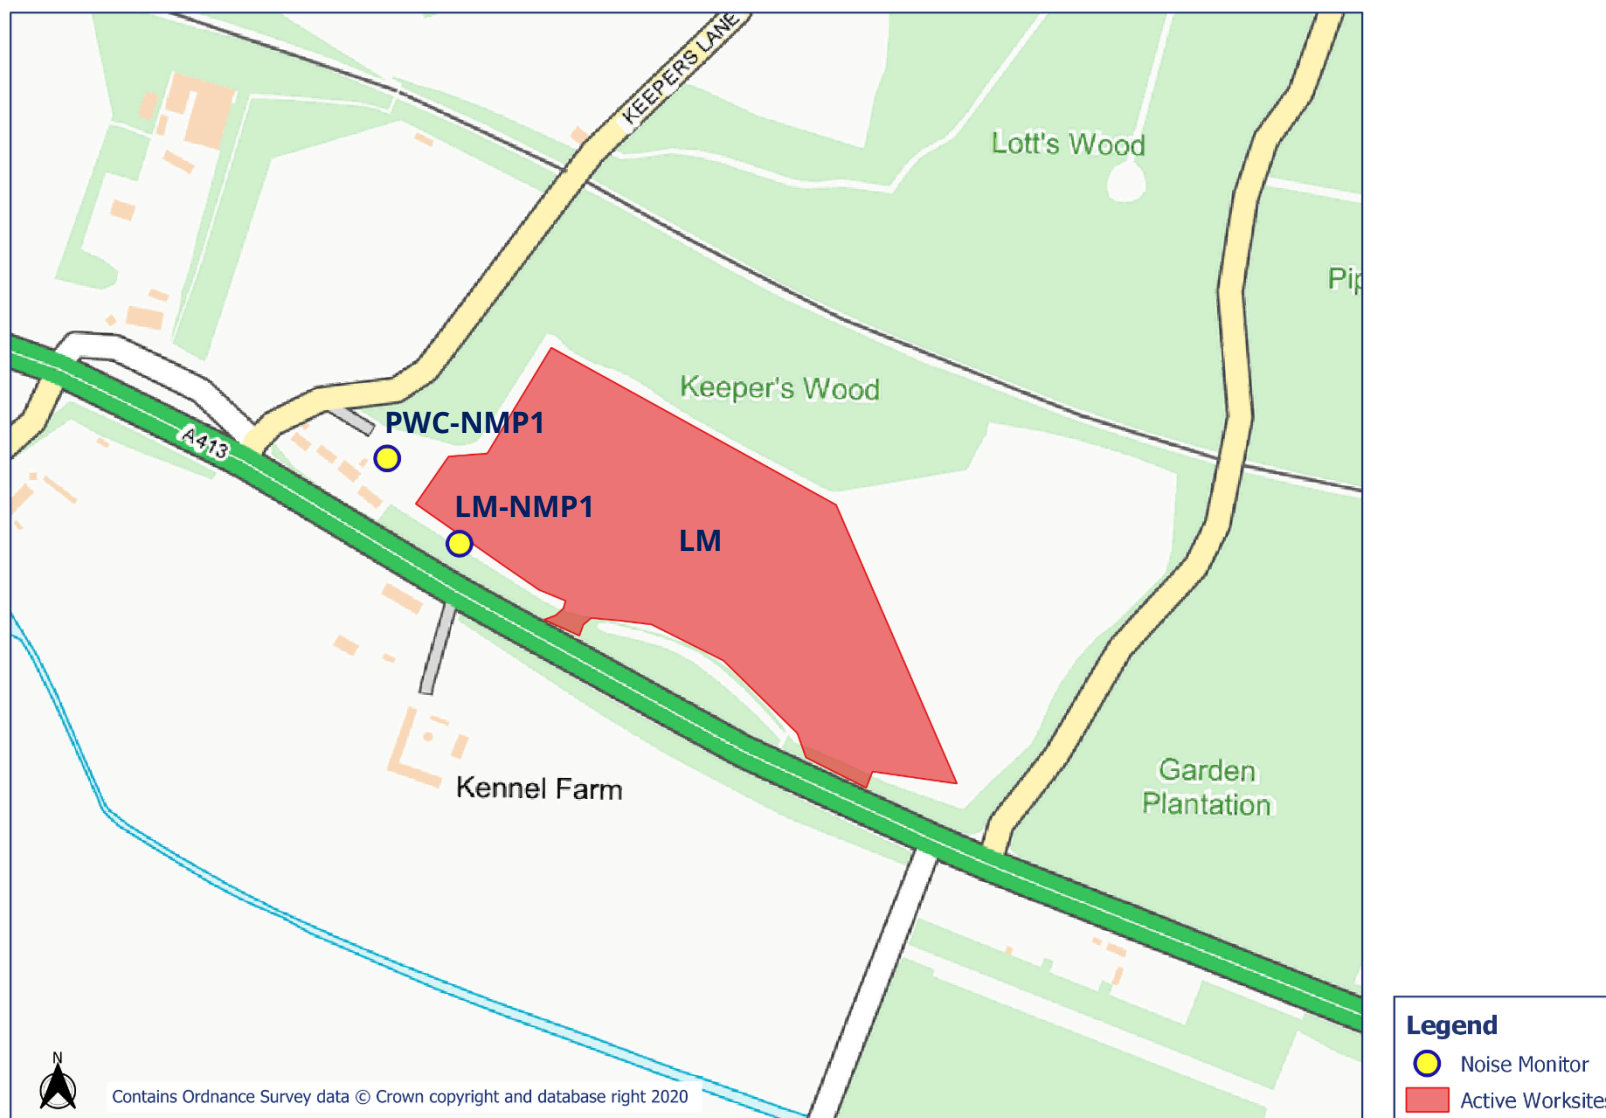 KEEPERS LANE
Lott's Wood
Pip
Keeper's Wood
PWC-NMP1
A413
LM-NMP1
LM
Kennel Farm
Garden
Plantation
N
Contains Ordnance Survey data © Crown copyright and database right 2020
Legend
Noise Monitor
Active Worksites